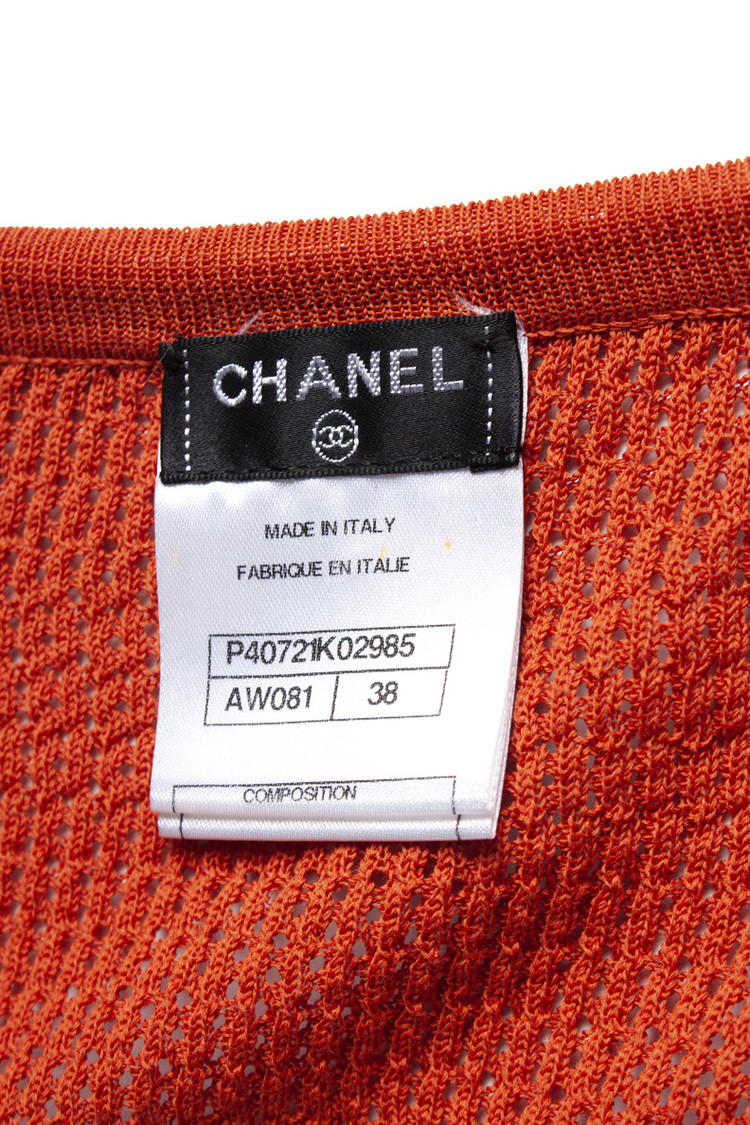 CHANEL
MADE IN ITALY
FABRIQUE EN ITALIE
P40721K02985
AW081 38
COMPOSITION